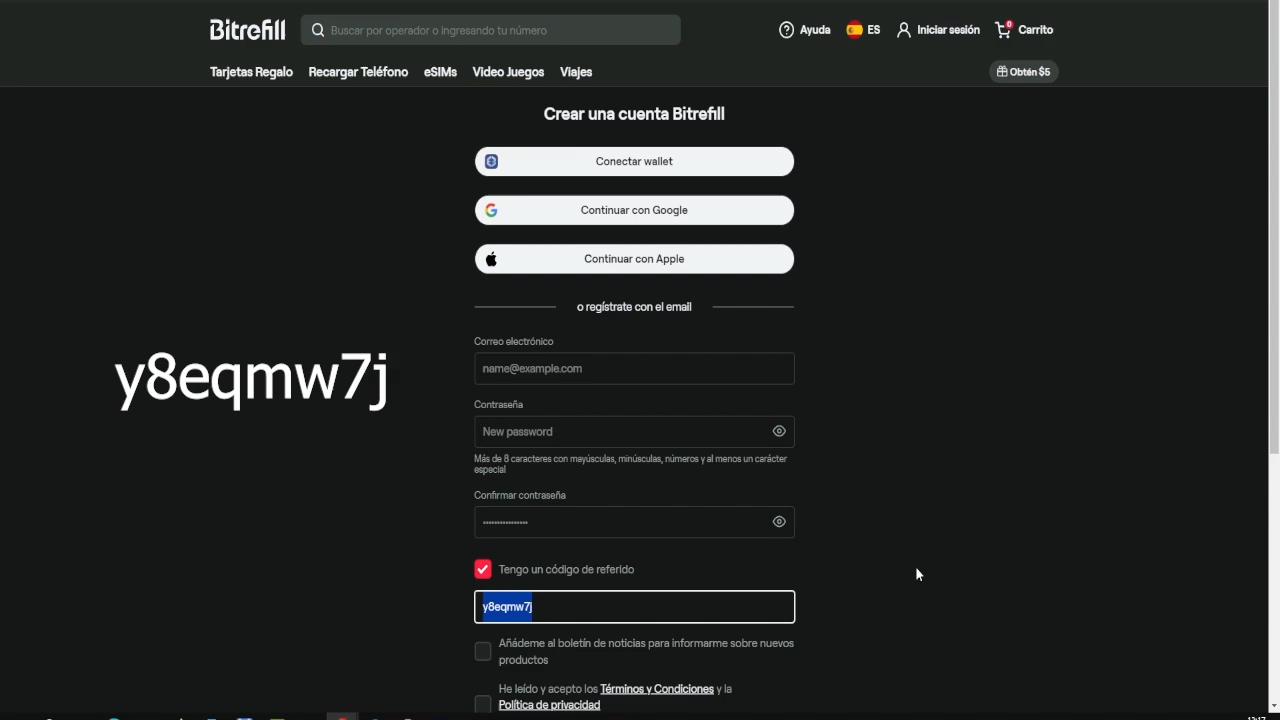 Bitrefill
Buscar por operador o ingresando tu número
Ayuda
ES
Iniciar sesión
0
Carrito
Tarjetas Regalo
Recargar Teléfono
eSIMs
Video Juegos
Viajes
Obtén $5
Crear una cuenta Bitrefill
Conectar wallet
Continuar con Google
Continuar con Apple
o regístrate con el email
Correo electrónico
name@example.com
y8eqmw7j
Contraseña
New password
Más de 8 caracteres con mayúsculas, minúsculas, números y al menos un carácter
especial
Confirmar contraseña
Tengo un código de referido
y8eqmw7j
Añádeme al boletín de noticias para informarme sobre nuevos
productos
He leído y acepto los Términos y Condiciones y la
Política de privacidad